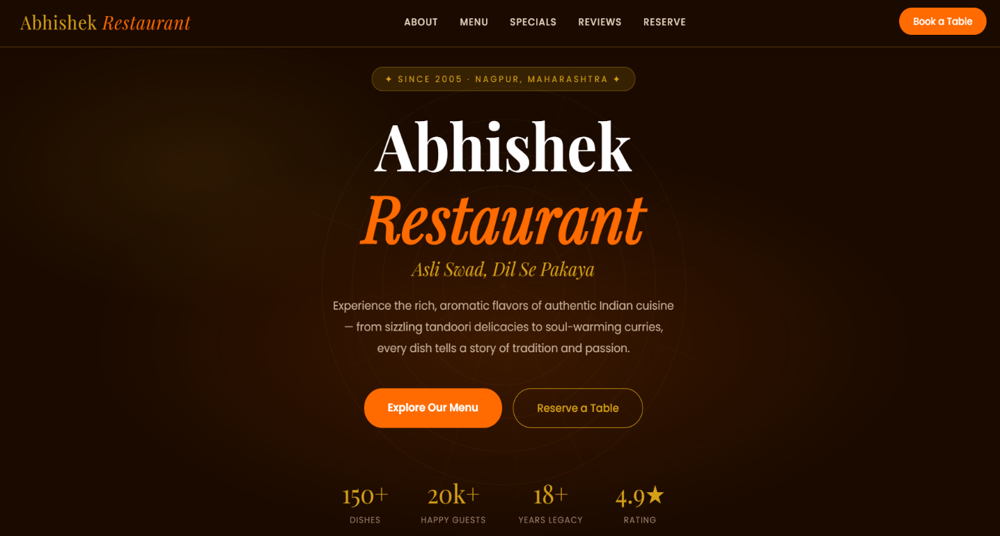 Abhishek Restaurant
ABOUT MENU SPECIALS REVIEWS RESERVE
Book a Table
✦ SINCE 2005 · NAGPUR, MAHARASHTRA ✦
Abhishek
Restaurant
Asli Swad, Dil Se Pakaya
Experience the rich, aromatic flavors of authentic Indian cuisine
— from sizzling tandoori delicacies to soul-warming curries,
every dish tells a story of tradition and passion.
Explore Our Menu
Reserve a Table
150+ 20k+ 18+ 4.9★
DISHES HAPPY GUESTS YEARS LEGACY RATING